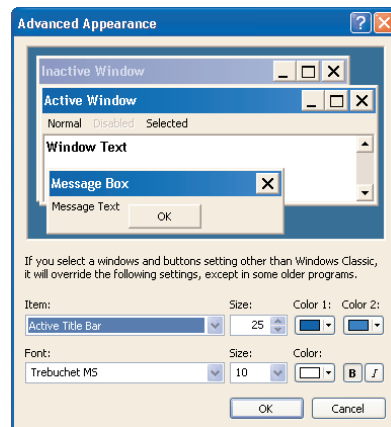 Advanced Appearance
Inactive Window
Active Window
Normal Disabled Selected
Window Text
Message Box
Message Text
OK
If you select a windows and buttons setting other than Windows Classic,
it will override the following settings, except in some older programs.
Item: Size: Color 1: Color 2:
Active Title Bar 25
Font: Size: Color:
Trebuchet MS 10 B I
OK Cancel